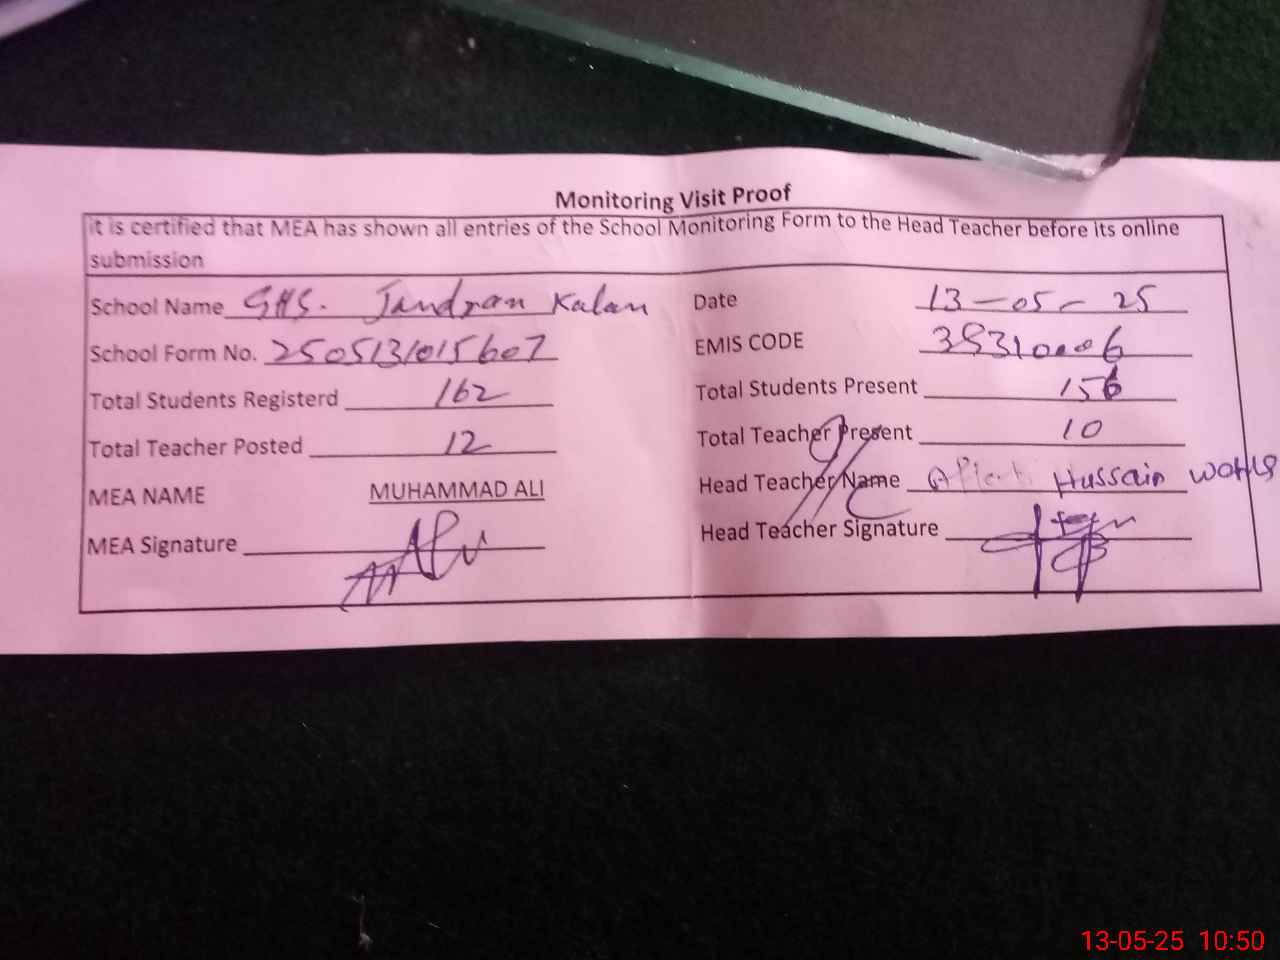 Monitoring Visit Proof
it is certified that MEA has shown all entries of the School Monitoring Form to the Head Teacher before its online
submission
School Name GHS. Jandran Kalan
Date 13-05-25
School Form No. 2505131015607
EMIS CODE
Total Students Registerd 162
Total Students Present 156
Total Teacher Posted 12
Total Teacher Present 10
MEA NAME MUHAMMAD ALI
Head Teacher Name Hussain
MEA Signature
Head Teacher Signature
13-05-25 10:50